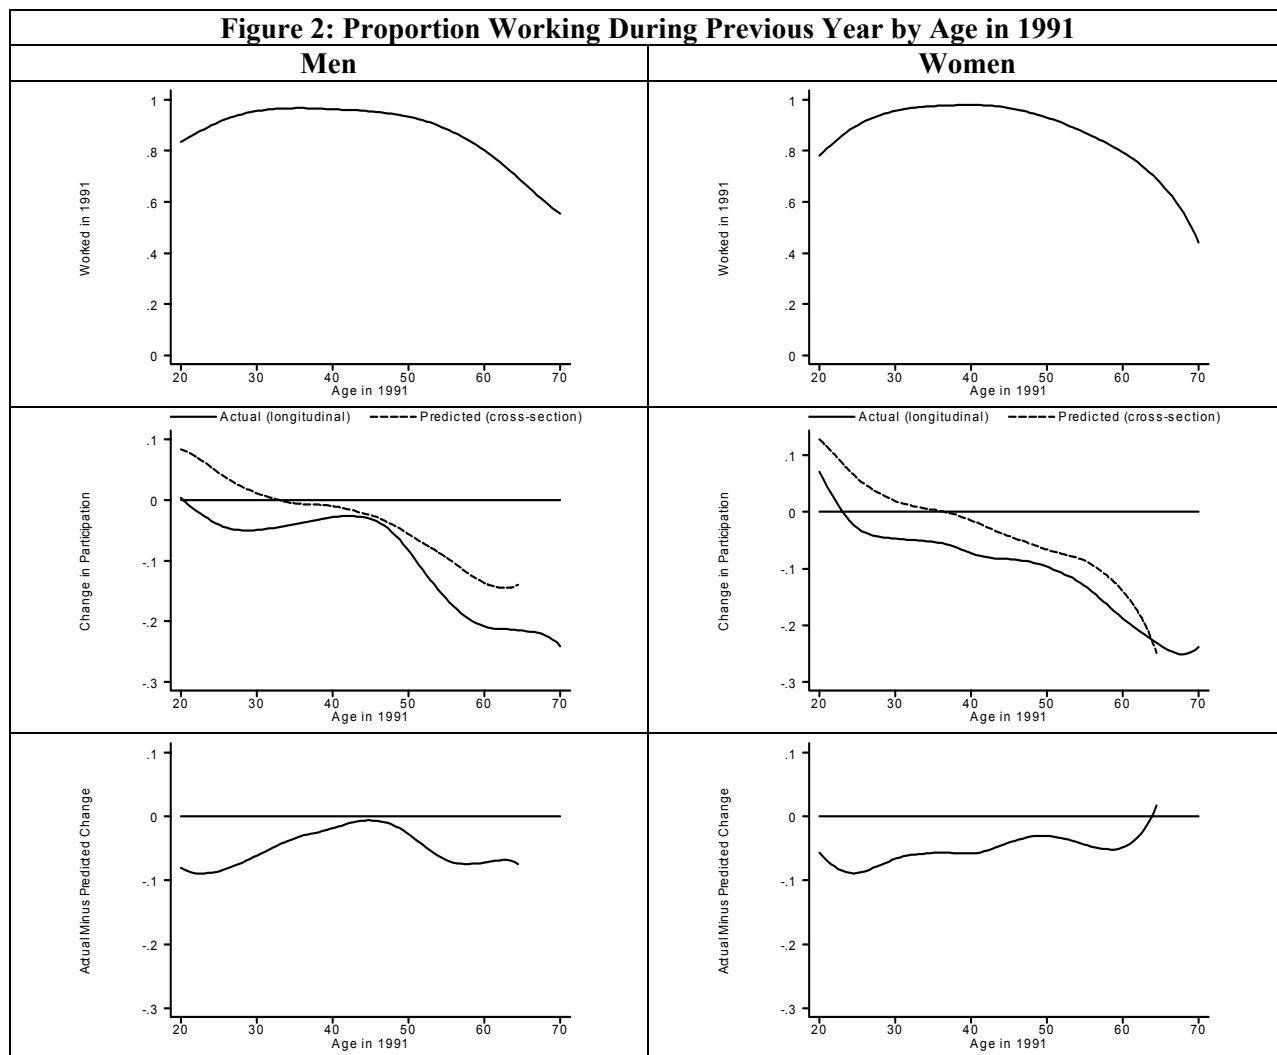 Figure 2: Proportion Working During Previous Year by Age in 1991
Men
Women
Worked in 1991
1
.8
.6
.4
.2
0
20 30 40 50 60 70
Age in 1991
Worked in 1991
1
.8
.6
.4
.2
0
20 30 40 50 60 70
Age in 1991
Actual (longitudinal) Predicted (cross-section)
Change in Participation
.1
0
-.1
-.2
-.3
20 30 40 50 60 70
Age in 1991
Actual (longitudinal) Predicted (cross-section)
Change in Participation
.1
0
-.1
-.2
-.3
20 30 40 50 60 70
Age in 1991
Actual Minus Predicted Change
.1
0
-.1
-.2
-.3
20 30 40 50 60 70
Age in 1991
Actual Minus Predicted Change
.1
0
-.1
-.2
-.3
20 30 40 50 60 70
Age in 1991